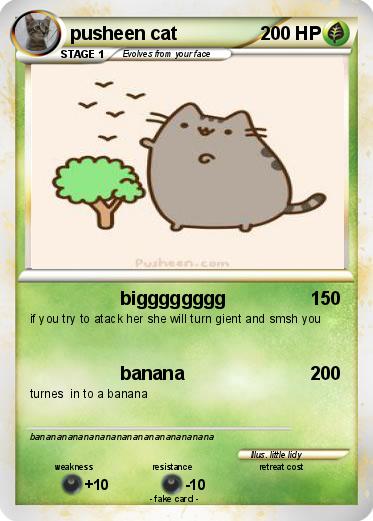 pusheen cat 200 HP
STAGE 1 Evolves from your face
Pusheen.com
bigggggggg 150
if you try to atack her she will turn gient and smsh you
banana 200
turnes in to a banana
banananananananananananananananana
Illus. little lidy
weakness resistance retreat cost
+10 -10
- fake card -